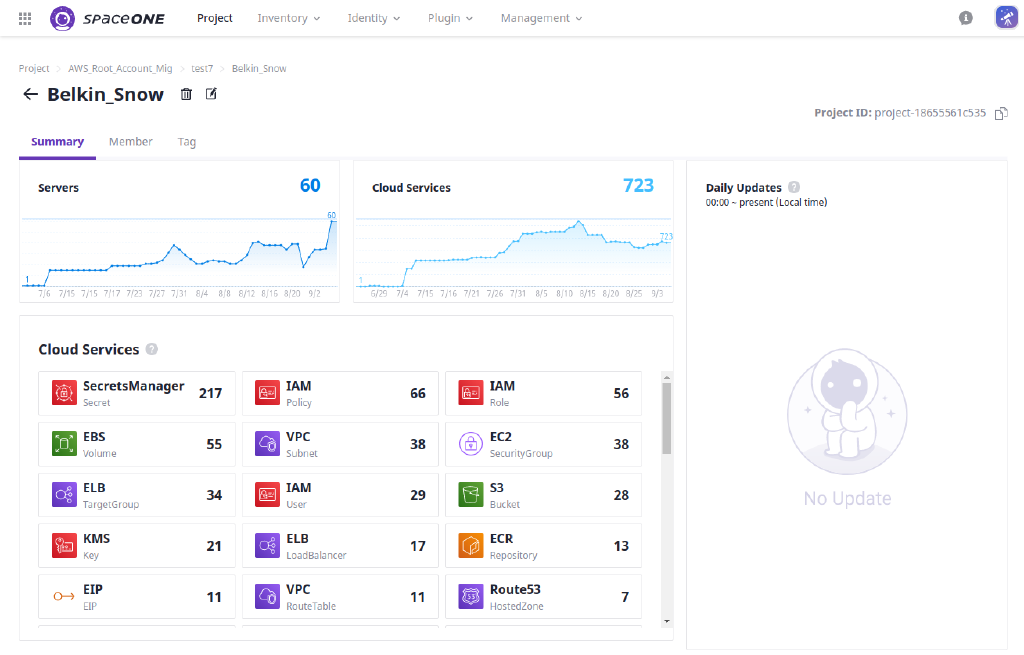 SPACEONE Project Inventory Identity Plugin Management
Project > AWS_Root_Account_Mig > test7 > Belkin_Snow
Belkin_Snow
Project ID: project-18655561c535
Summary Member Tag
Servers 60
60
1
7/6 7/15 7/15 7/17 7/23 7/27 7/31 8/4 8/8 8/12 8/16 8/20 9/2
Cloud Services 723
723
1
6/29 7/4 7/15 7/16 7/21 7/26 7/31 8/5 8/10 8/15 8/20 8/25 9/3
Daily Updates ?
00:00 ~ present (Local time)
No Update
Cloud Services ?
SecretsManager 217
Secret
IAM 66
Policy
IAM 56
Role
EBS 55
Volume
VPC 38
Subnet
EC2 38
SecurityGroup
ELB 34
TargetGroup
IAM 29
User
S3 28
Bucket
KMS 21
Key
ELB 17
LoadBalancer
ECR 13
Repository
EIP 11
EIP
VPC 11
RouteTable
Route53 7
HostedZone